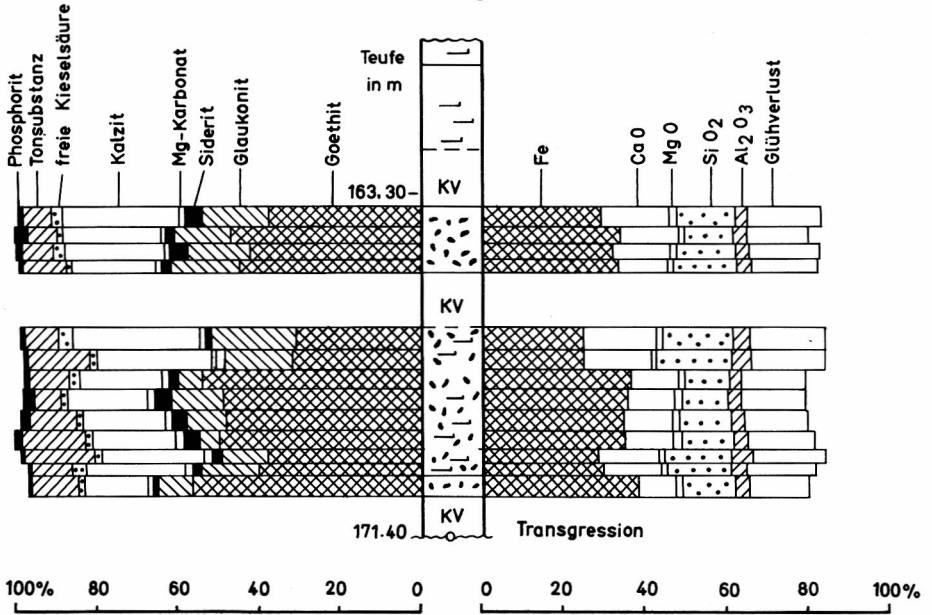 Phosphorit
Tonsubstanz
freie Kieselsäure
Kalzit
Mg-Karbonat
Siderit
Glaukonit
Goethit
Teufe
in m
Fe
CaO
MgO
SiO2
Al2O3
Glühverlust
163.30
KV
KV
KV
171.40
Transgression
100% 80 60 40 20 0 0 20 40 60 80 100%